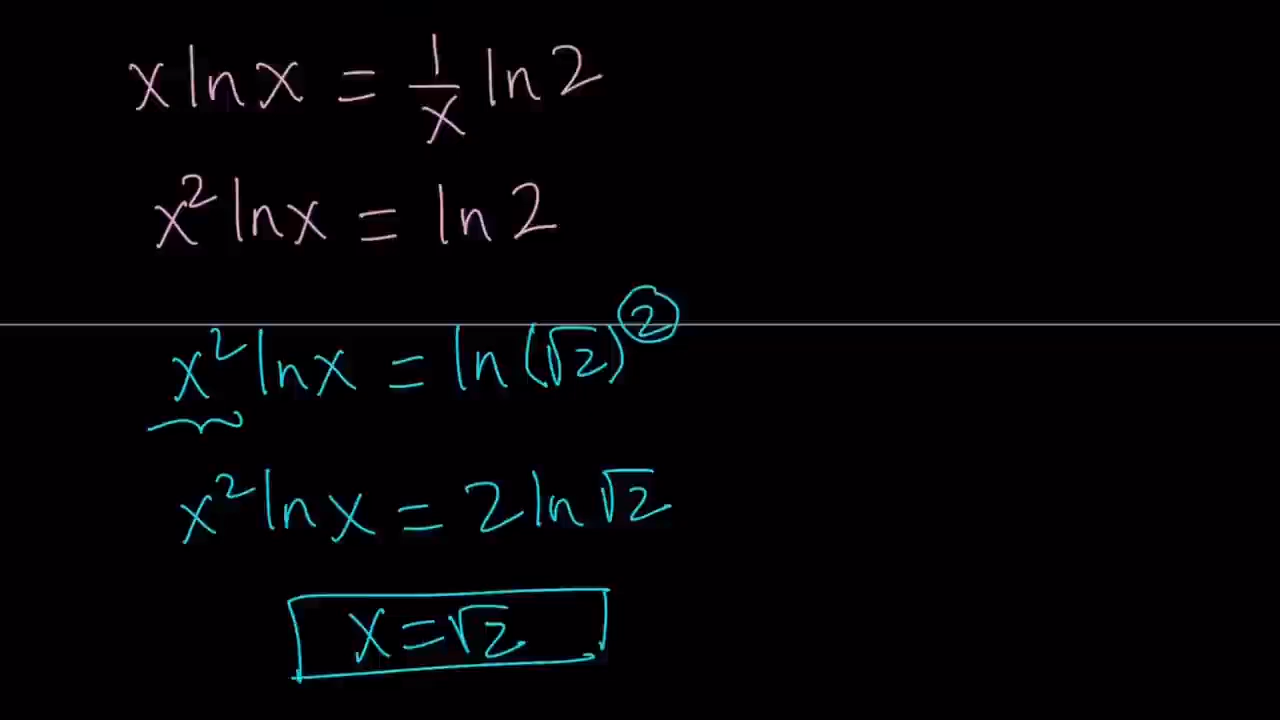 x ln x = 1/x ln 2
x² ln x = ln 2
x² ln x = ln (√2)²
x² ln x = 2 ln √2
x = √2